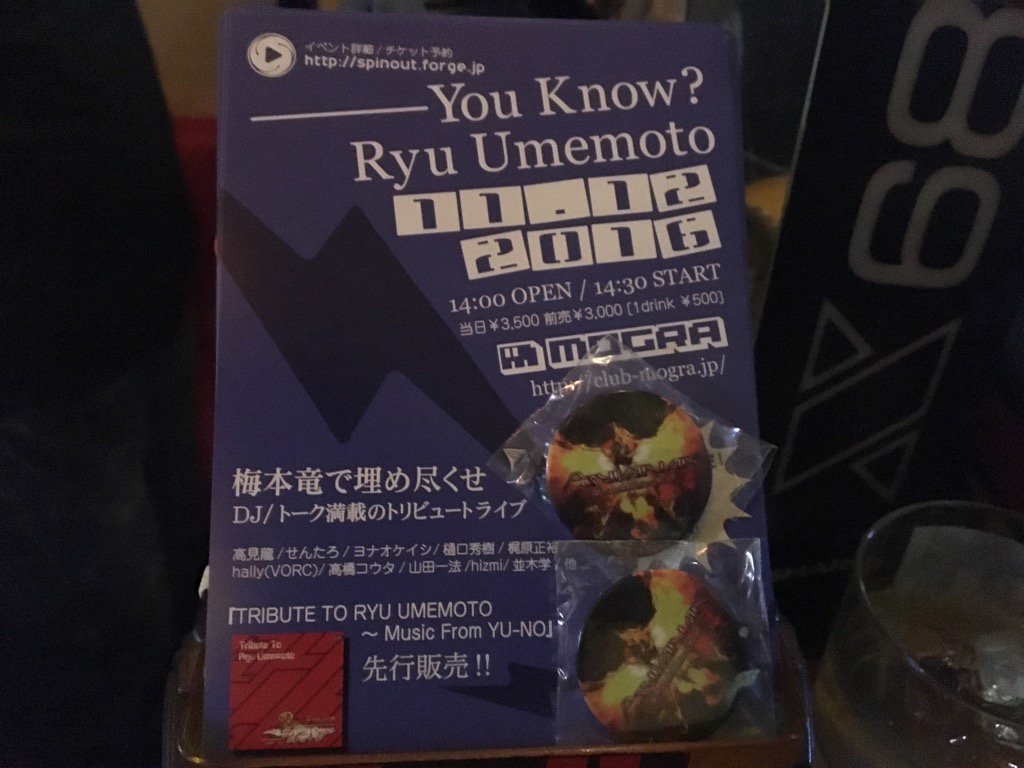 イベント詳細 / チケット予約
http://spinout.forge.jp
You Know?
Ryu Umemoto
11.12
2016
14:00 OPEN / 14:30 START
当日¥3,500 前売¥3,000 [1drink ¥500]
MOGRA
http://club-mogra.jp/
梅本竜で埋め尽くせ
DJ/トーク満載のトリビュートライブ
高見龍 / せんたろ / ヨナオケイシ / 樋口秀樹 / 梶原正裕
hally(VORC)/ 高橋コウタ / 山田一法 /hizmi/ 並木学 / 他
『TRIBUTE TO RYU UMEMOTO
～ Music From YU-NO』
先行販売 !!
Tribute To
Ryu Umemoto